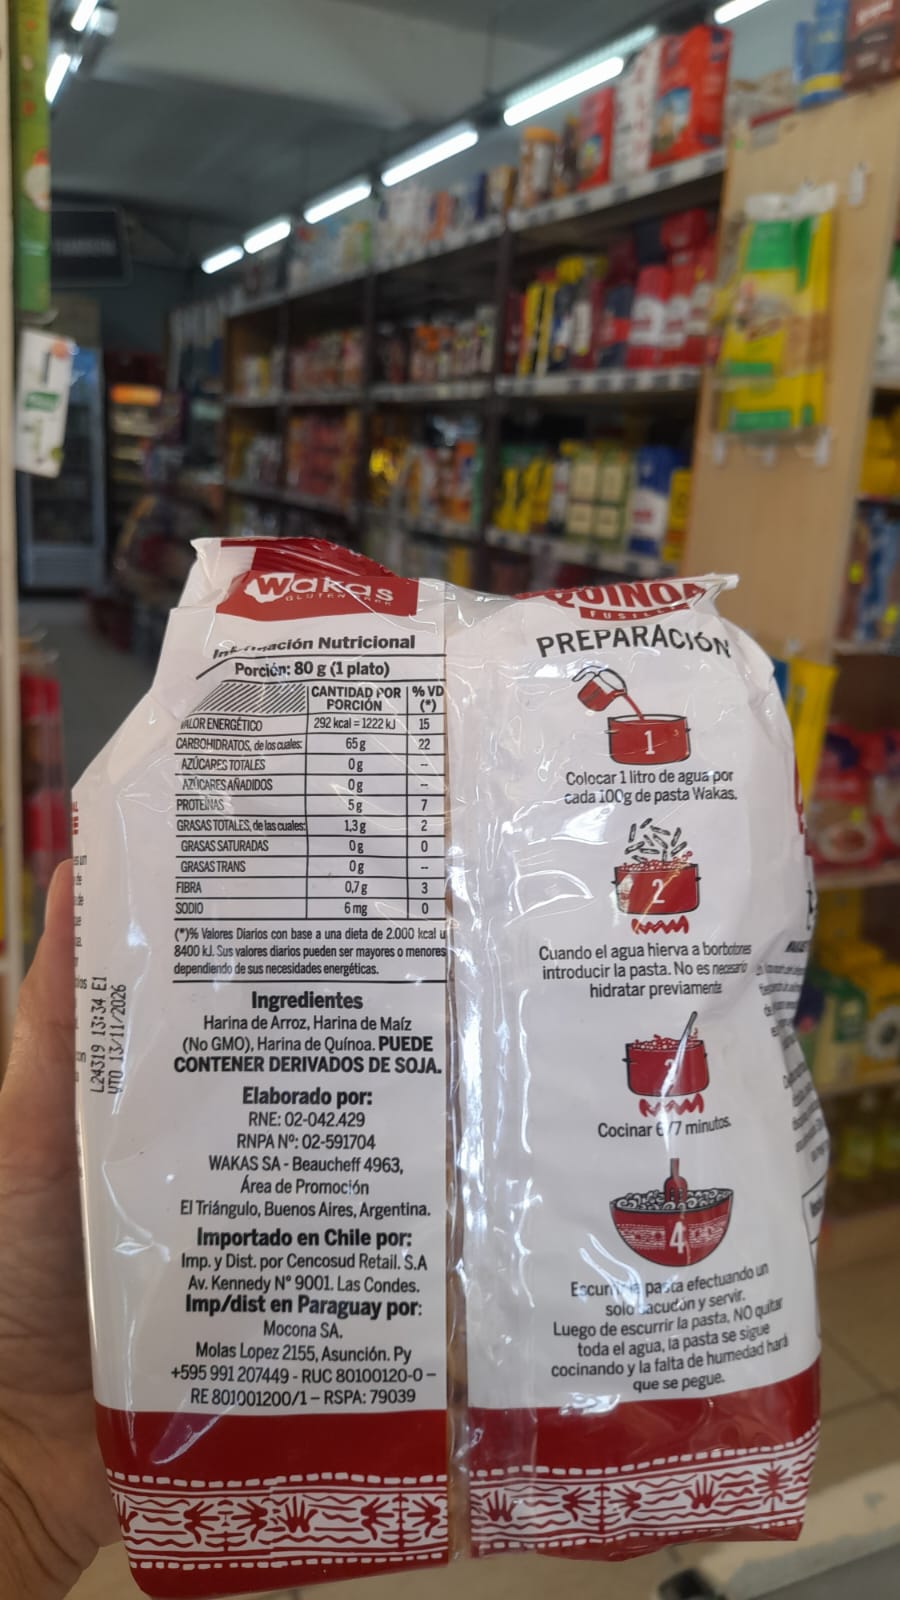 Wakas
GLUTEN FREE
Información Nutricional
Porción: 80 g (1 plato)
CANTIDAD POR PORCIÓN | % VD (*)
VALOR ENERGÉTICO | 292 kcal = 1222 kJ | 15
CARBOHIDRATOS, de los cuales: | 65 g | 22
AZÚCARES TOTALES | 0 g | --
AZÚCARES AÑADIDOS | 0 g | --
PROTEÍNAS | 5 g | 7
GRASAS TOTALES, de las cuales: | 1,3 g | 2
GRASAS SATURADAS | 0 g | 0
GRASAS TRANS | 0 g | --
FIBRA | 0,7 g | 3
SODIO | 6 mg | 0
(*)% Valores Diarios con base a una dieta de 2.000 kcal u
8400 kJ. Sus valores diarios pueden ser mayores o menores
dependiendo de sus necesidades energéticas.
Ingredientes
Harina de Arroz, Harina de Maíz
(No GMO), Harina de Quínoa. PUEDE
CONTENER DERIVADOS DE SOJA.
Elaborado por:
RNE: 02-042.429
RNPA Nº: 02-591704
WAKAS SA - Beaucheff 4963,
Área de Promoción
El Triángulo, Buenos Aires, Argentina.
Importado en Chile por:
Imp. y Dist. por Cencosud Retail. S.A
Av. Kennedy N° 9001. Las Condes.
Imp/dist en Paraguay por:
Mocona SA.
Molas Lopez 2155, Asunción. Py
+595 991 207449 - RUC 80100120-0 –
RE 801001200/1 – RSPA: 79039
L24319 13:34 E1
VTO 13/11/2026
QUINOA
FUSILLI
PREPARACIÓN
1
Colocar 1 litro de agua por
cada 100g de pasta Wakas.
2
Cuando el agua hierva a borbotones
introducir la pasta. No es necesario
hidratar previamente
3
Cocinar 6/7 minutos.
4
Escurrir la pasta efectuando un
solo sacudón y servir.
Luego de escurrir la pasta, NO quitar
toda el agua, la pasta se sigue
cocinando y la falta de humedad hará
que se pegue.